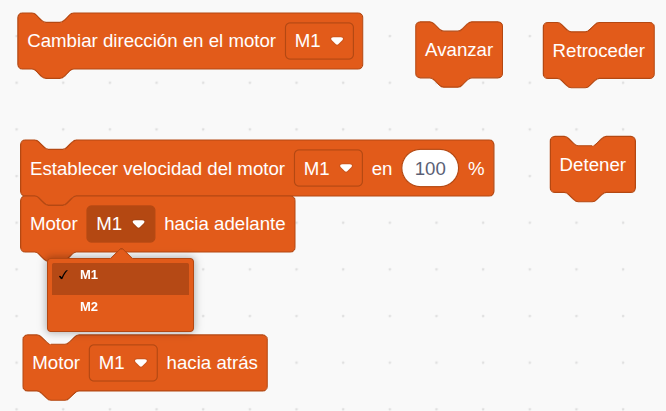 Cambiar dirección en el motor M1
Avanzar
Retroceder
Establecer velocidad del motor M1 en 100 %
Detener
Motor M1 hacia adelante
✓ M1
M2
Motor M1 hacia atrás